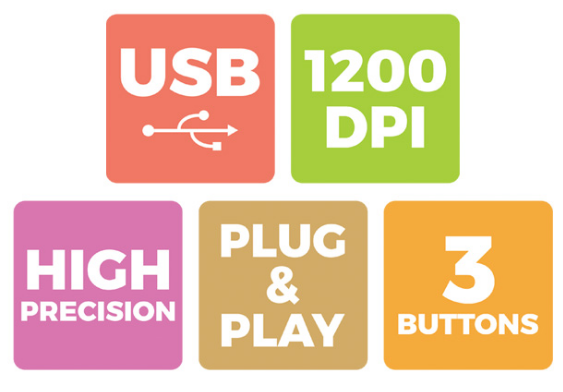 USB
1200
DPI
HIGH
PRECISION
PLUG
&
PLAY
3
BUTTONS